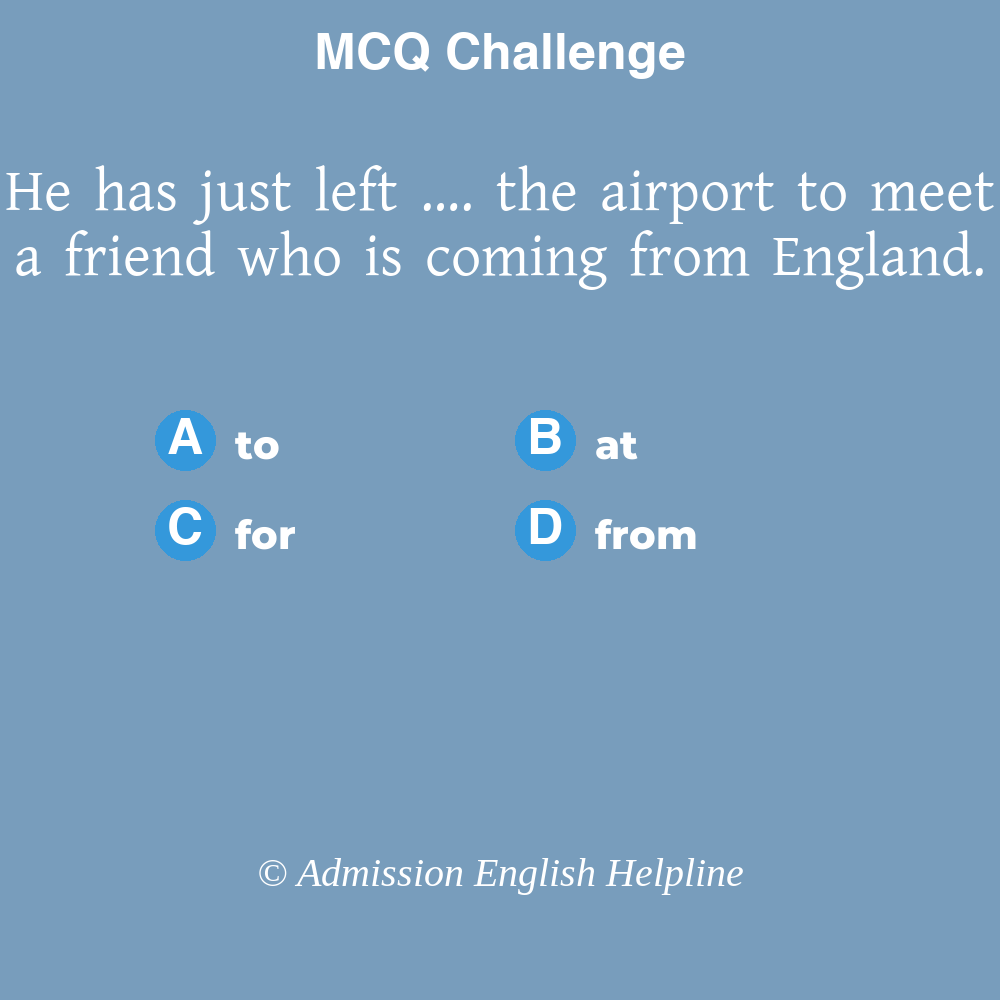 MCQ Challenge
He has just left .... the airport to meet
a friend who is coming from England.
A to
B at
C for
D from
© Admission English Helpline